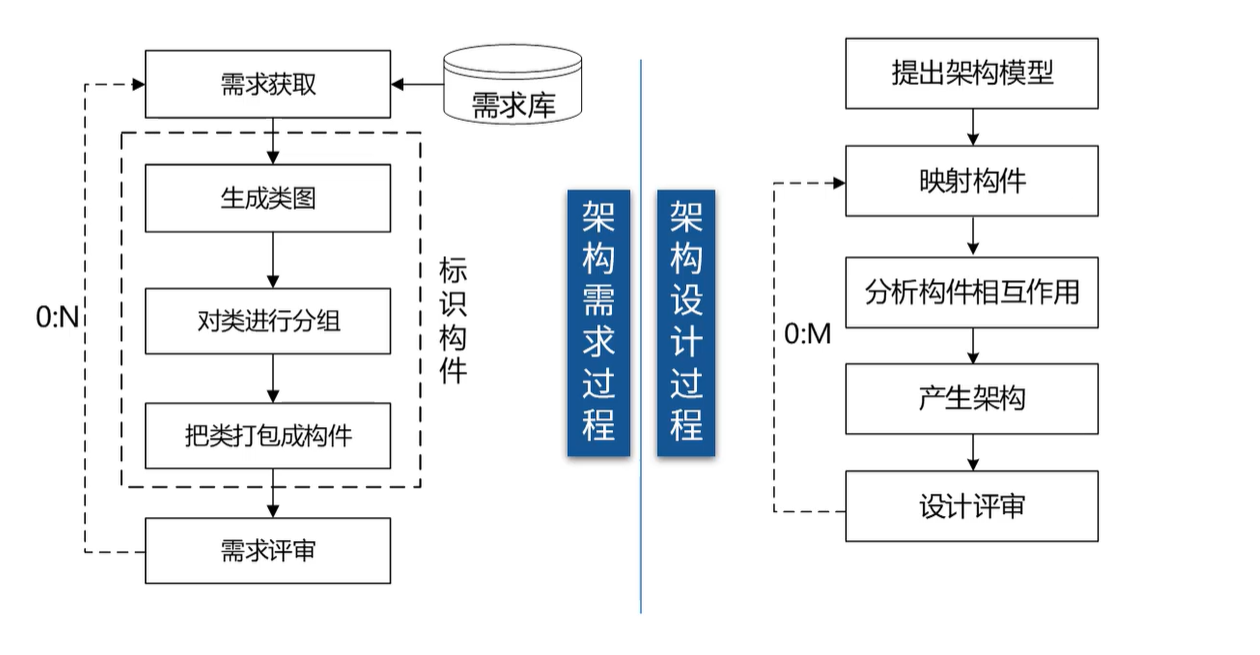 需求获取
需求库
生成类图
对类进行分组
把类打包成构件
需求评审
0:N
标识构件
架构需求过程
架构设计过程
提出架构模型
映射构件
分析构件相互作用
产生架构
设计评审
0:M